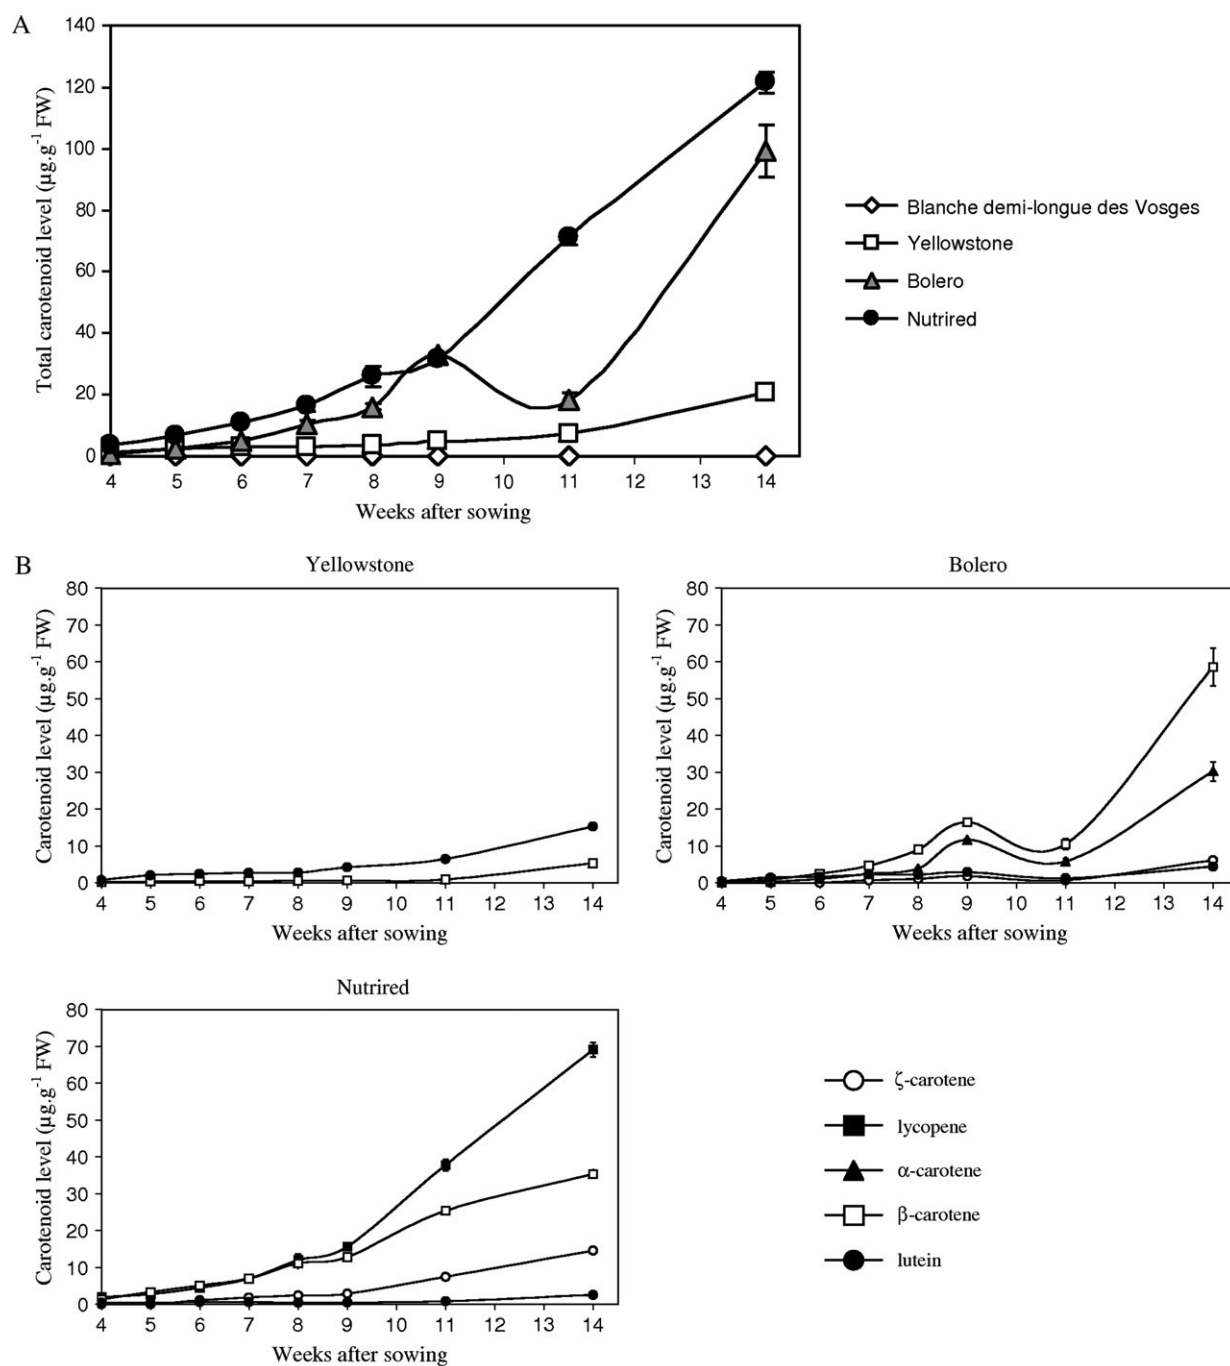 A
Total carotenoid level (µg.g-1 FW)
140
120
100
80
60
40
20
0
4 5 6 7 8 9 10 11 12 13 14
Weeks after sowing
Blanche demi-longue des Vosges
Yellowstone
Bolero
Nutrired
B
Yellowstone
Carotenoid level (µg.g-1 FW)
80
70
60
50
40
30
20
10
0
4 5 6 7 8 9 10 11 12 13 14
Weeks after sowing
Bolero
Carotenoid level (µg.g-1 FW)
80
70
60
50
40
30
20
10
0
4 5 6 7 8 9 10 11 12 13 14
Weeks after sowing
Nutrired
Carotenoid level (µg.g-1 FW)
80
70
60
50
40
30
20
10
0
4 5 6 7 8 9 10 11 12 13 14
Weeks after sowing
ζ-carotene
lycopene
α-carotene
β-carotene
lutein